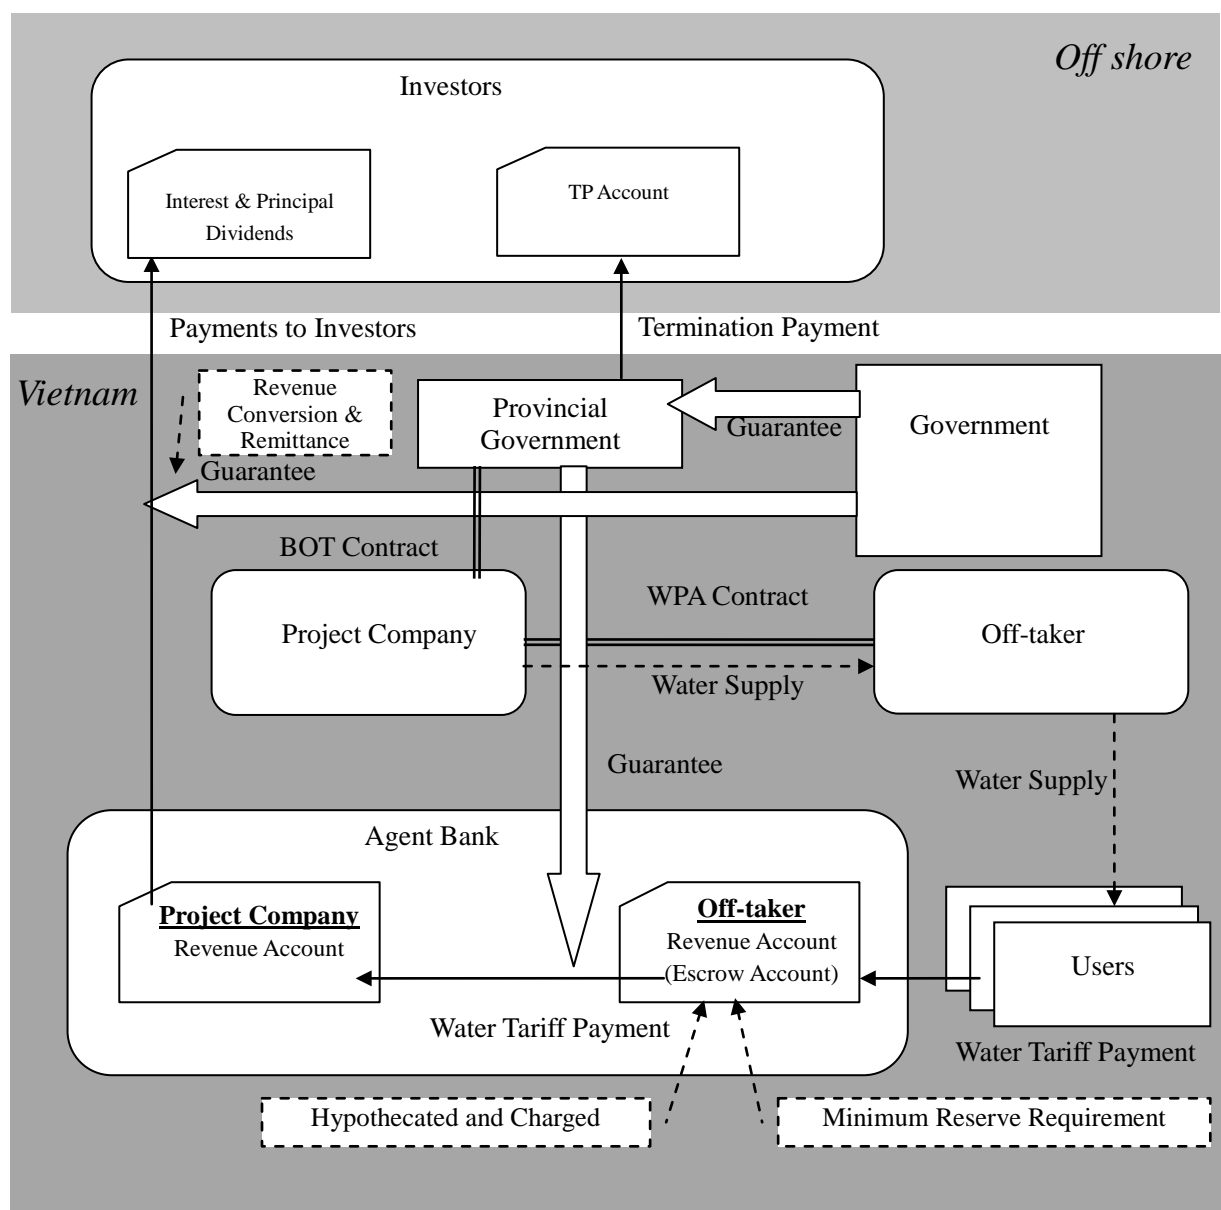 Off shore
Investors
Interest & Principal
Dividends
TP Account
Payments to Investors
Termination Payment
Vietnam
Revenue
Conversion &
Remittance
Provincial
Government
Guarantee
Government
Guarantee
BOT Contract
WPA Contract
Project Company
Off-taker
Water Supply
Guarantee
Water Supply
Agent Bank
Project Company
Revenue Account
Off-taker
Revenue Account
(Escrow Account)
Users
Water Tariff Payment
Water Tariff Payment
Hypothecated and Charged
Minimum Reserve Requirement